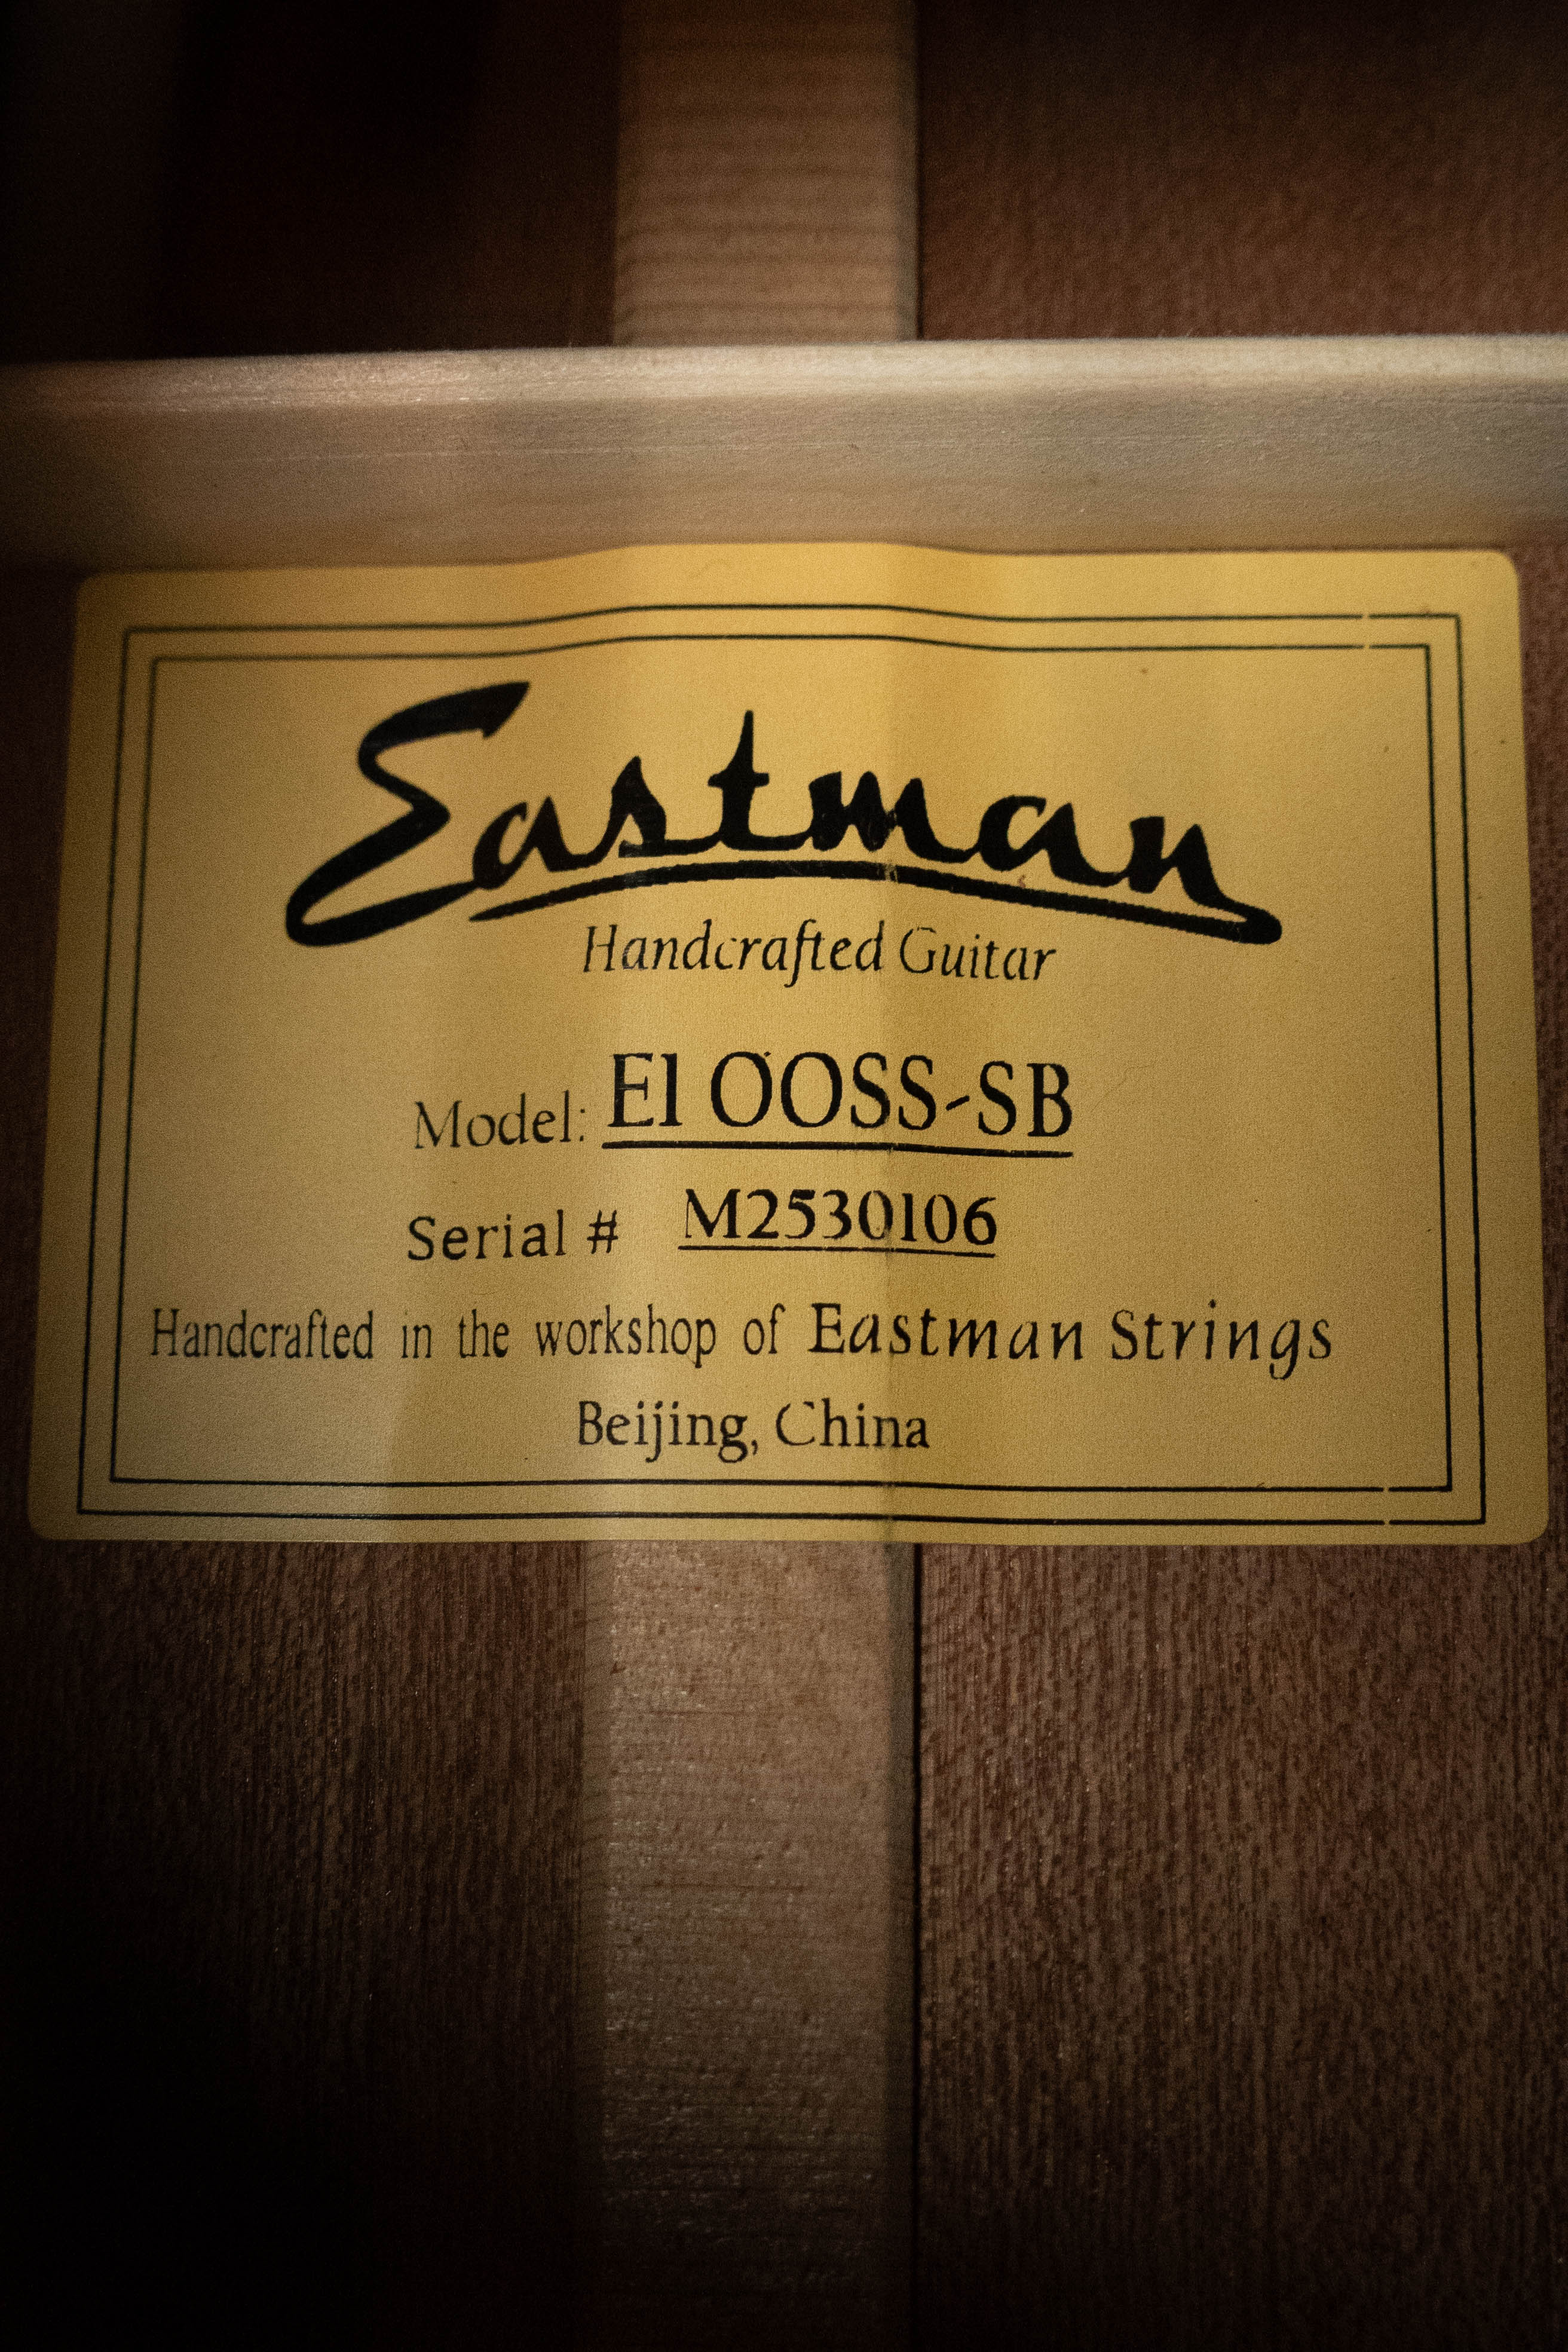 Eastman
Handcrafted Guitar
Model: E1 OOSS-SB
Serial # M2530106
Handcrafted in the workshop of Eastman Strings
Beijing, China